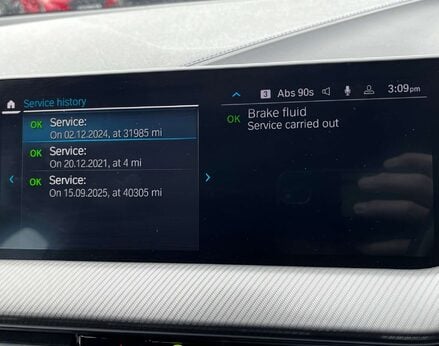 3 Abs 90s 3:09pm
Service history
OK Service:
On 02.12.2024, at 31985 mi
OK Service:
On 20.12.2021, at 4 mi
OK Service:
On 15.09.2025, at 40305 mi
OK Brake fluid
Service carried out